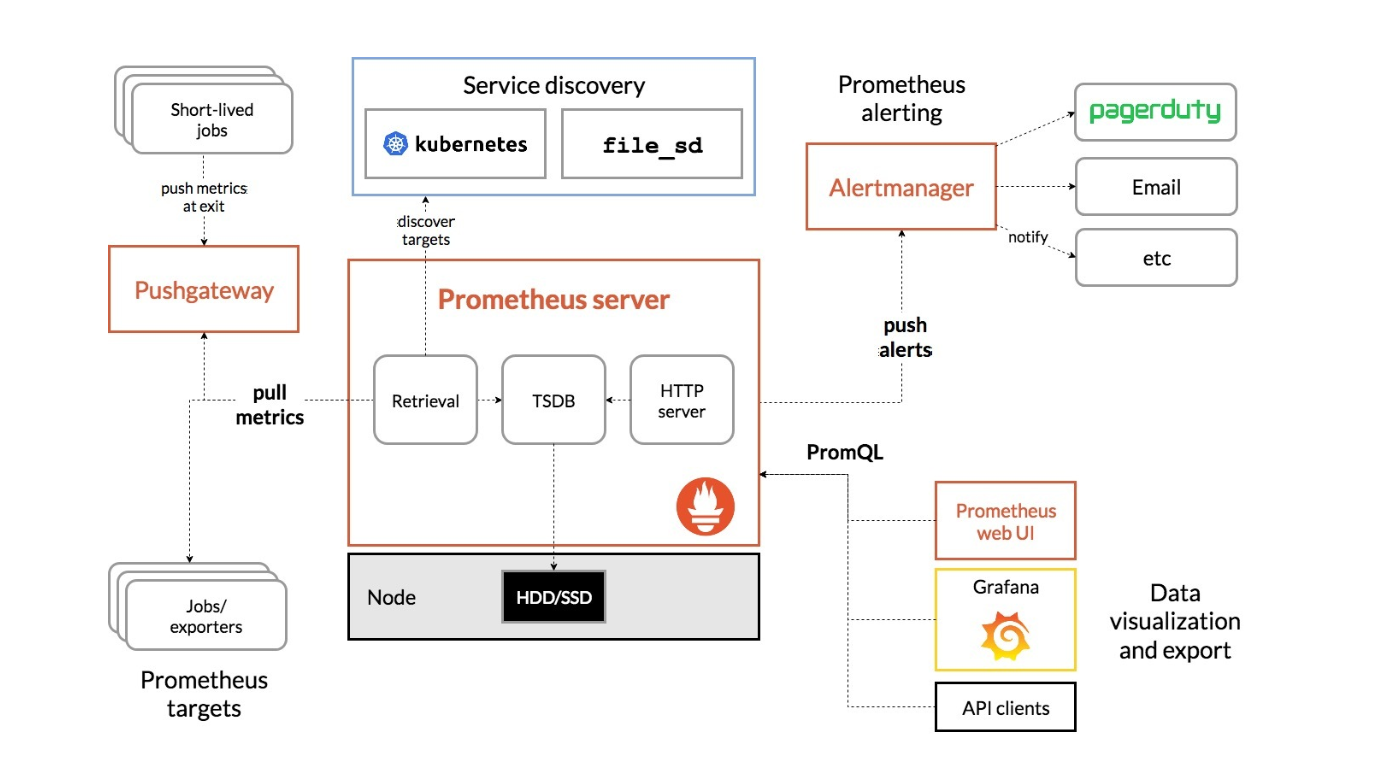 Short-lived
jobs
push metrics
at exit
Pushgateway
pull
metrics
Jobs/
exporters
Prometheus
targets
Service discovery
kubernetes
file_sd
discover
targets
Prometheus server
Retrieval
TSDB
HTTP
server
Node
HDD/SSD
Prometheus
alerting
Alertmanager
pagerduty
Email
etc
notify
push
alerts
PromQL
Prometheus
web UI
Grafana
API clients
Data
visualization
and export